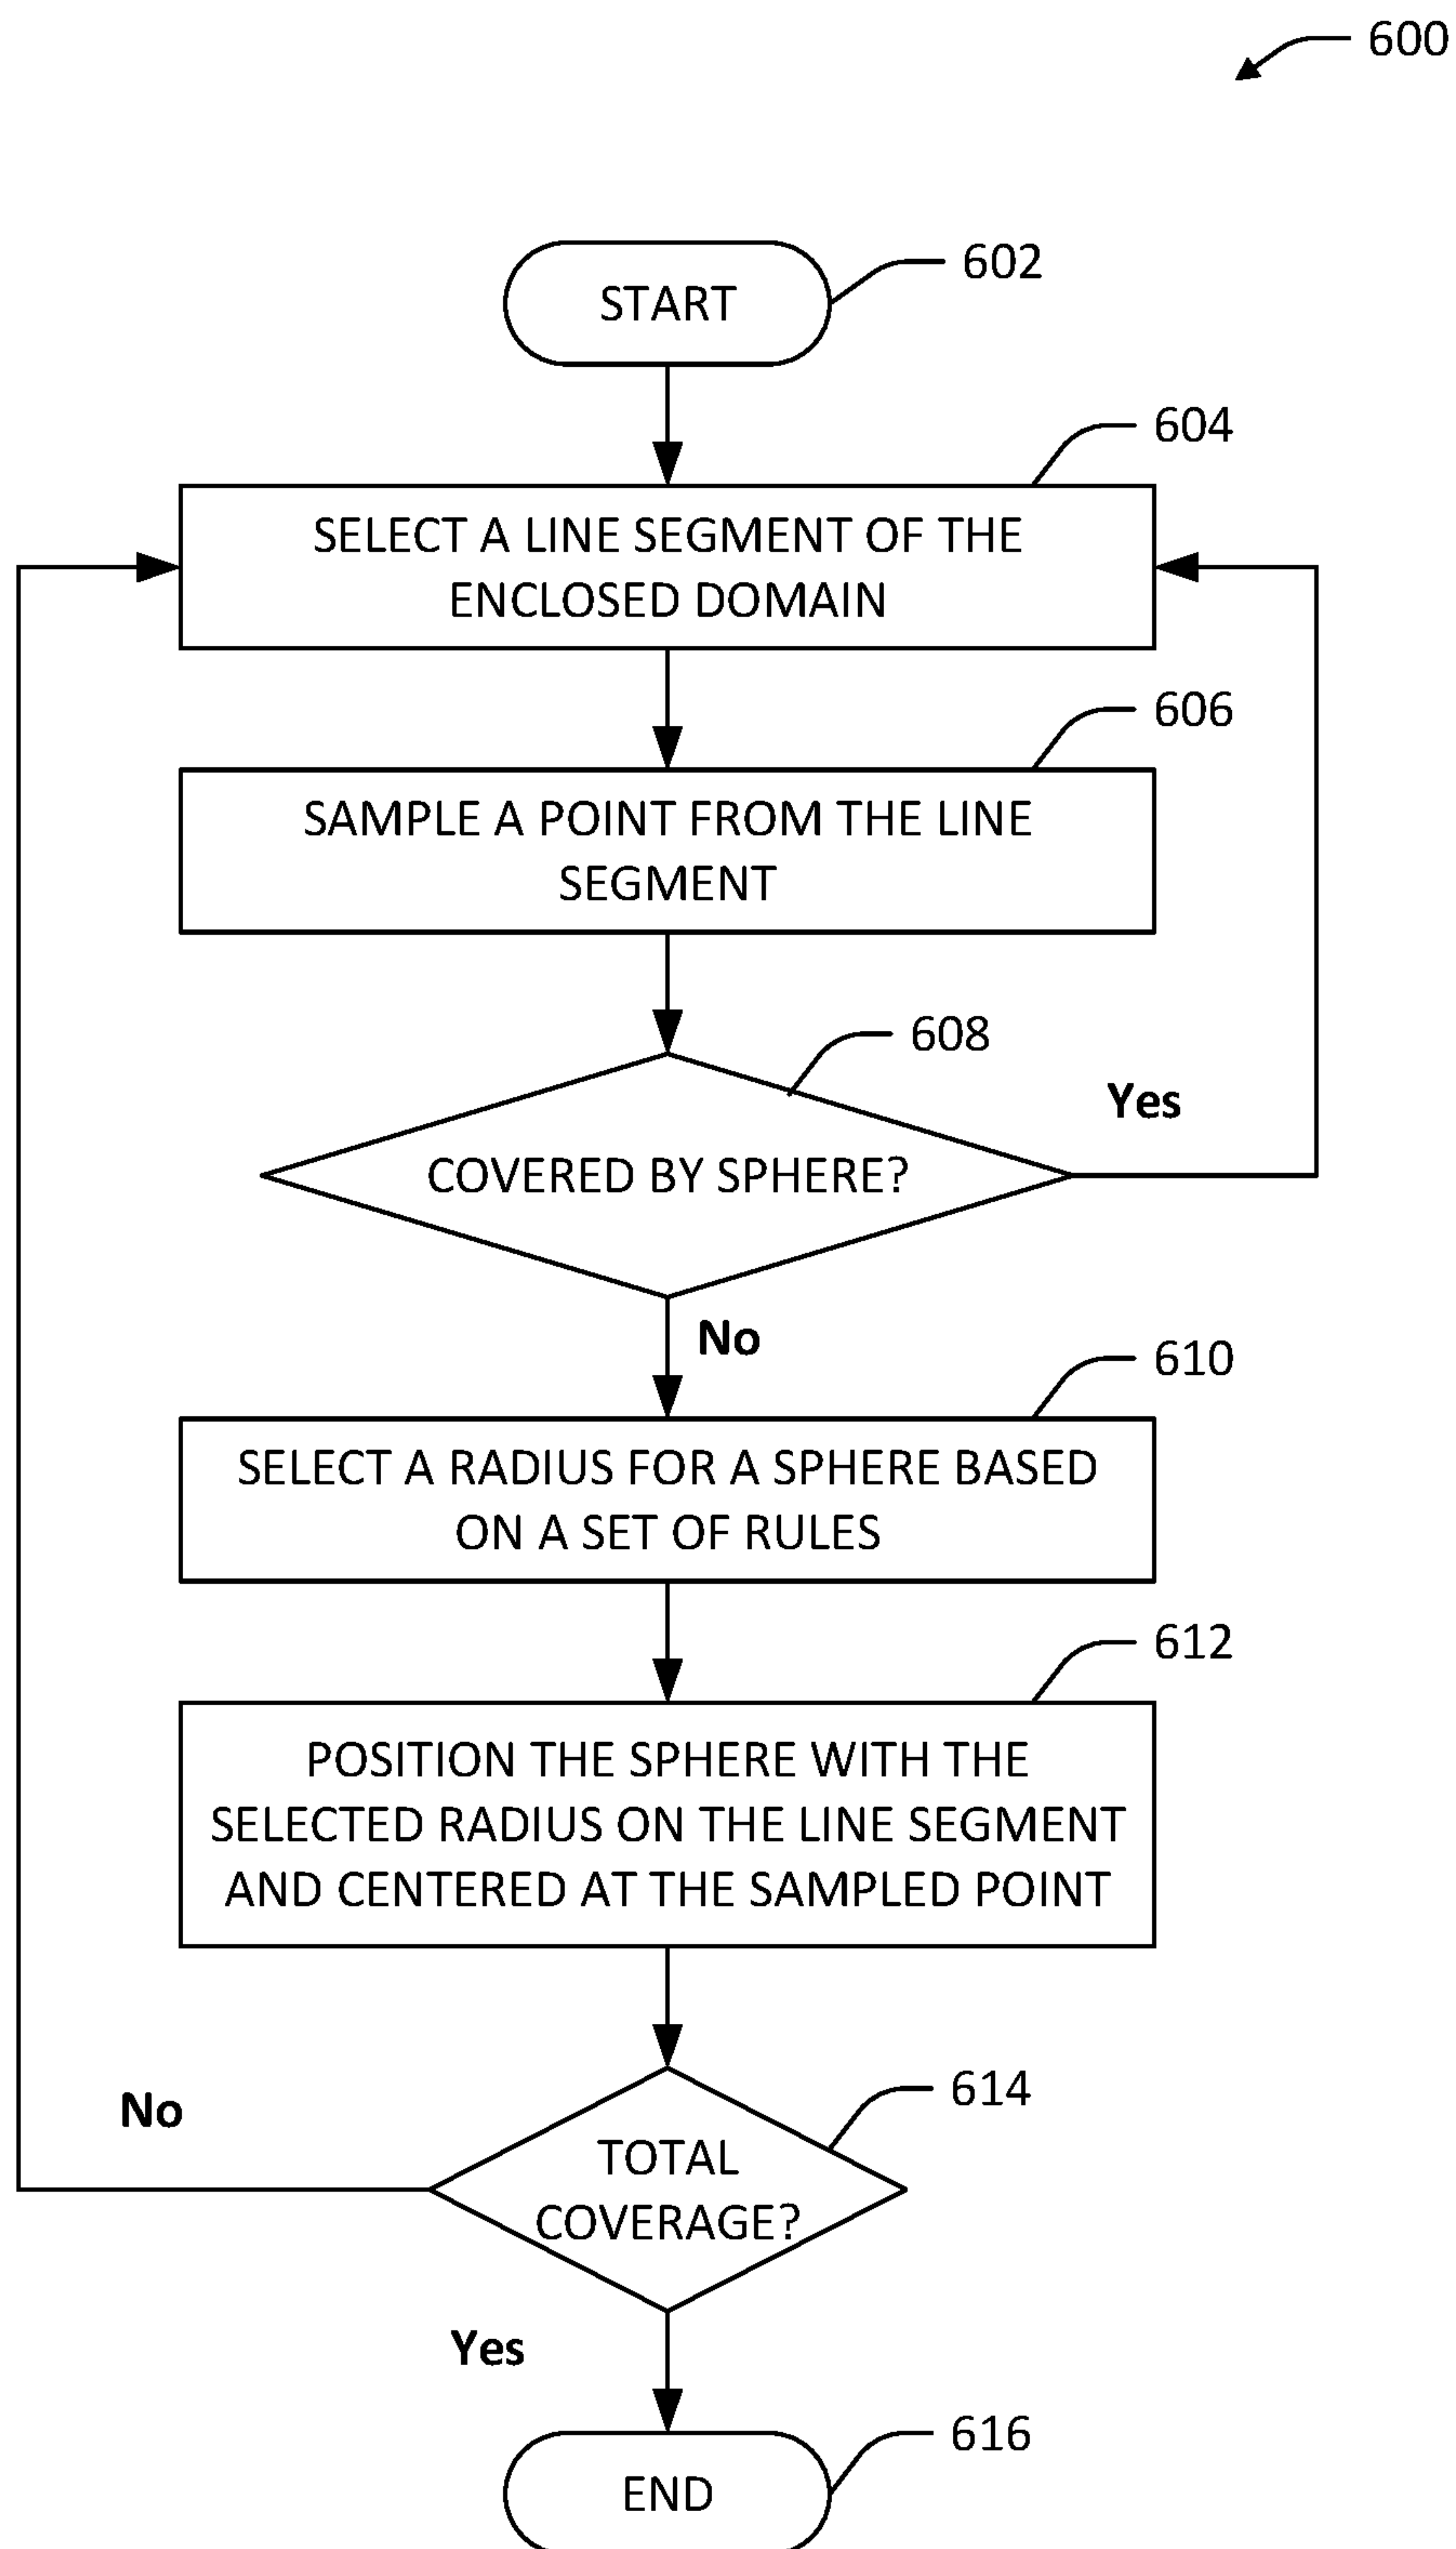 600
START
602
604
SELECT A LINE SEGMENT OF THE
ENCLOSED DOMAIN
606
SAMPLE A POINT FROM THE LINE
SEGMENT
608
Yes
COVERED BY SPHERE?
No
610
SELECT A RADIUS FOR A SPHERE BASED
ON A SET OF RULES
612
POSITION THE SPHERE WITH THE
SELECTED RADIUS ON THE LINE SEGMENT
AND CENTERED AT THE SAMPLED POINT
614
No
TOTAL
COVERAGE?
Yes
616
END